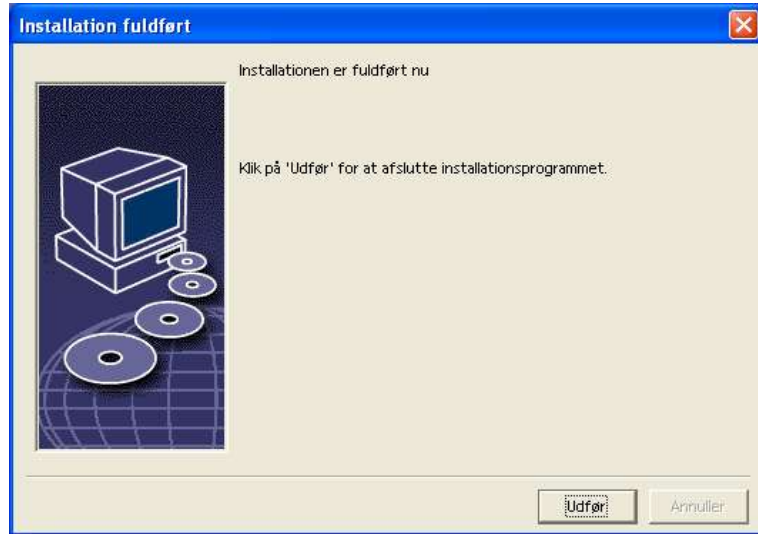 Installation fuldført
Installationen er fuldført nu
Klik på 'Udfør' for at afslutte installationsprogrammet.
Udfør
Annuller